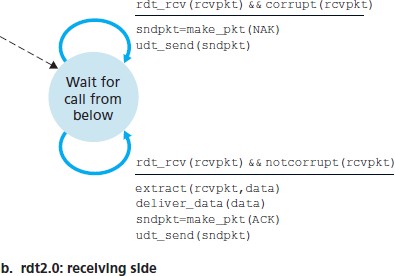 rdt_rcv(rcvpkt) && corrupt(rcvpkt)
sndpkt=make_pkt(NAK)
udt_send(sndpkt)
Wait for
call from
below
rdt_rcv(rcvpkt) && notcorrupt(rcvpkt)
extract(rcvpkt,data)
deliver_data(data)
sndpkt=make_pkt(ACK)
udt_send(sndpkt)
b. rdt2.0: receiving side